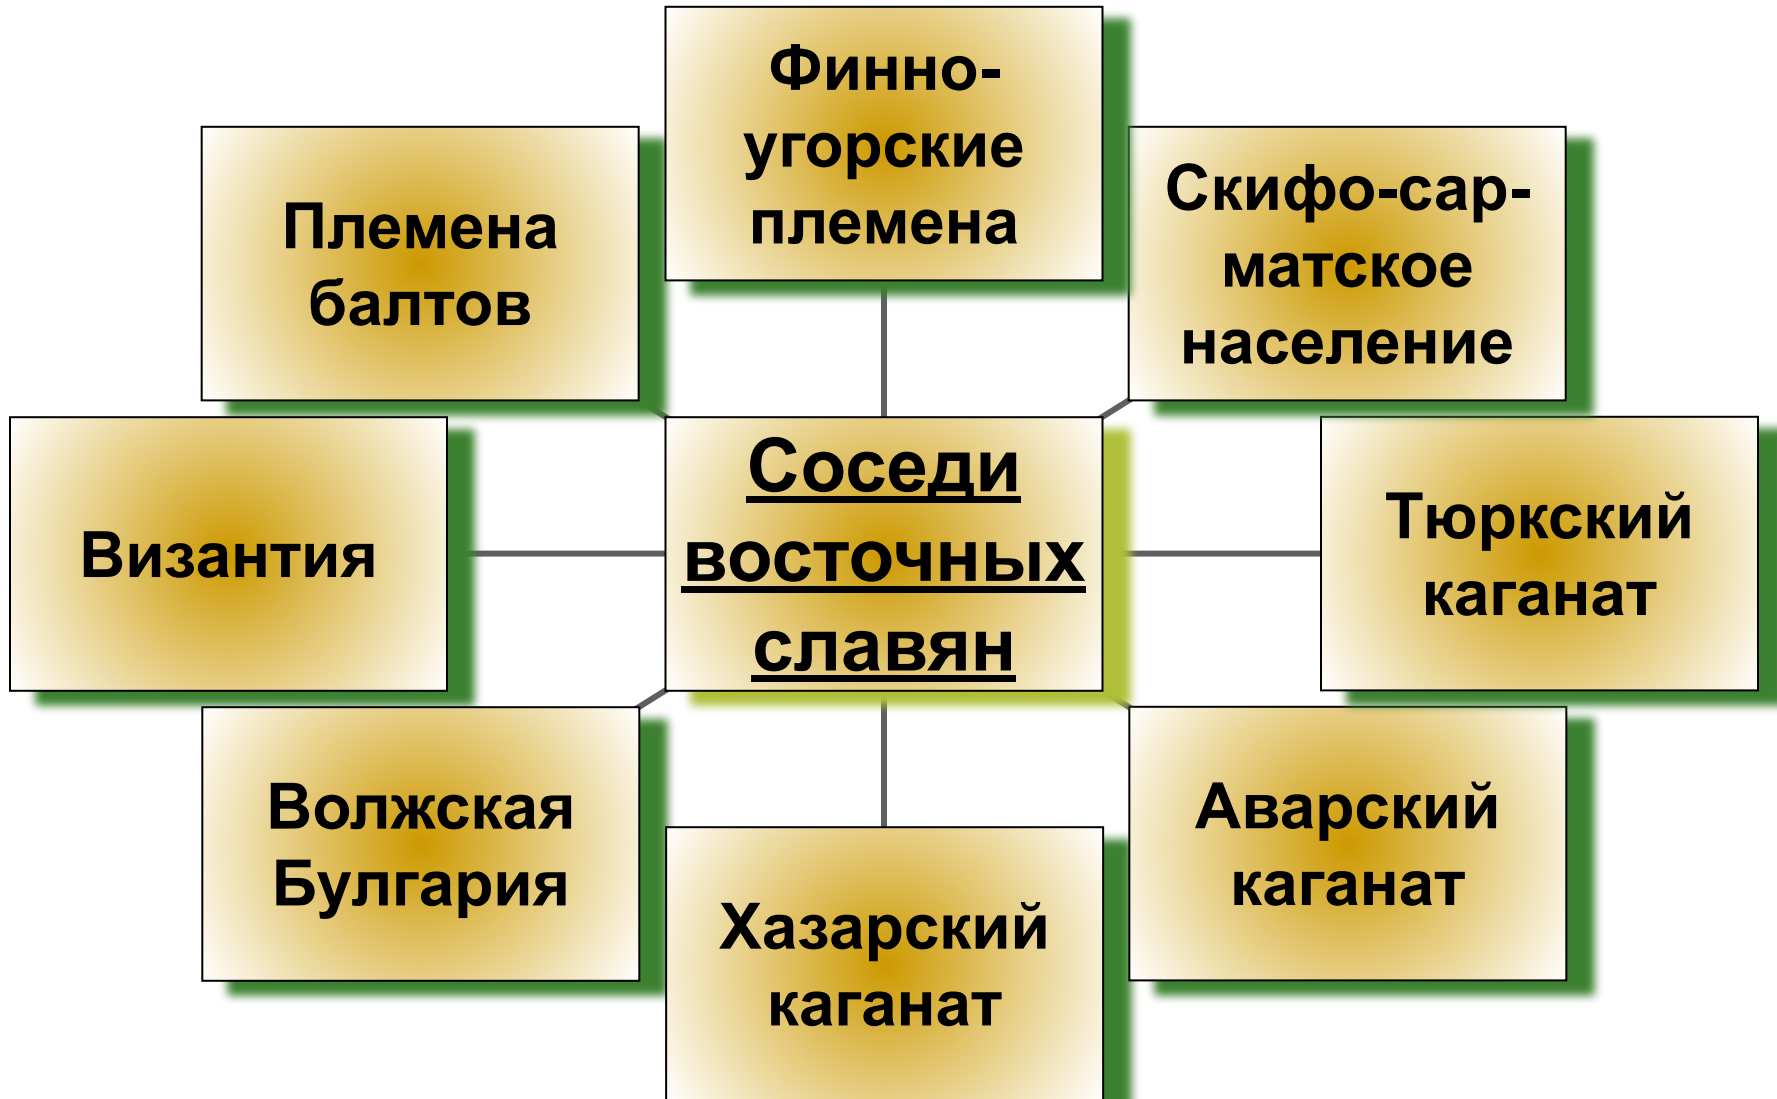 Финно-
угорские
племена
Скифо-сар-
матское
население
Племена
балтов
Византия
Соседи
восточных
славян
Тюркский
каганат
Волжская
Булгария
Хазарский
каганат
Аварский
каганат